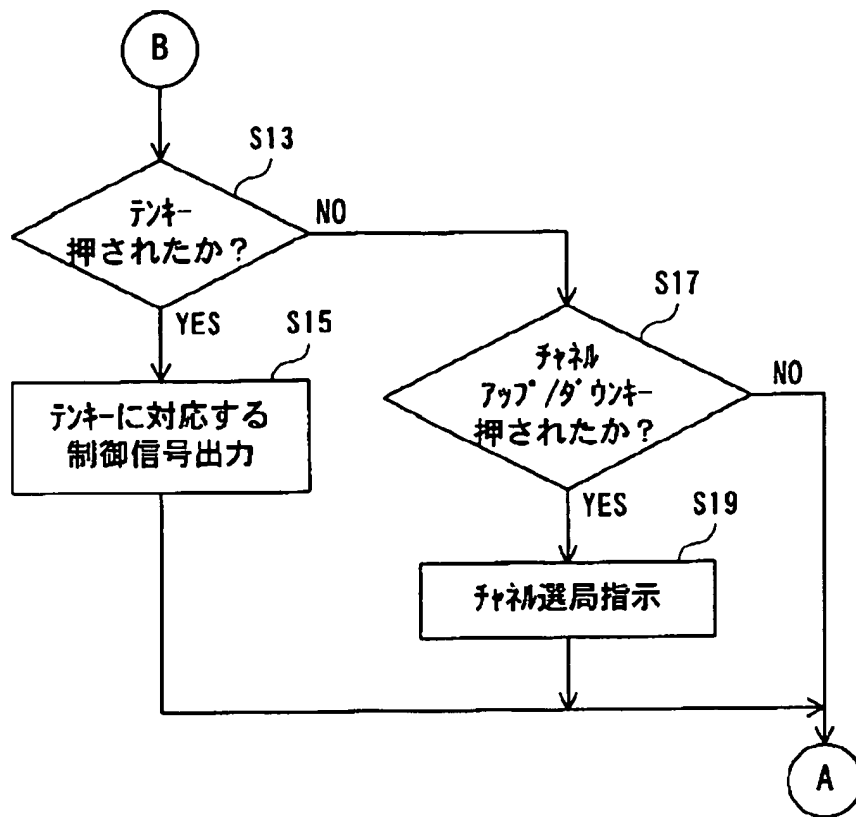 B
S13
テンキー
押されたか?
NO
YES
S15
テンキーに対応する
制御信号出力
S17
チャネル
アップ/ダウンキー
押されたか?
NO
YES
S19
チャネル選局指示
A